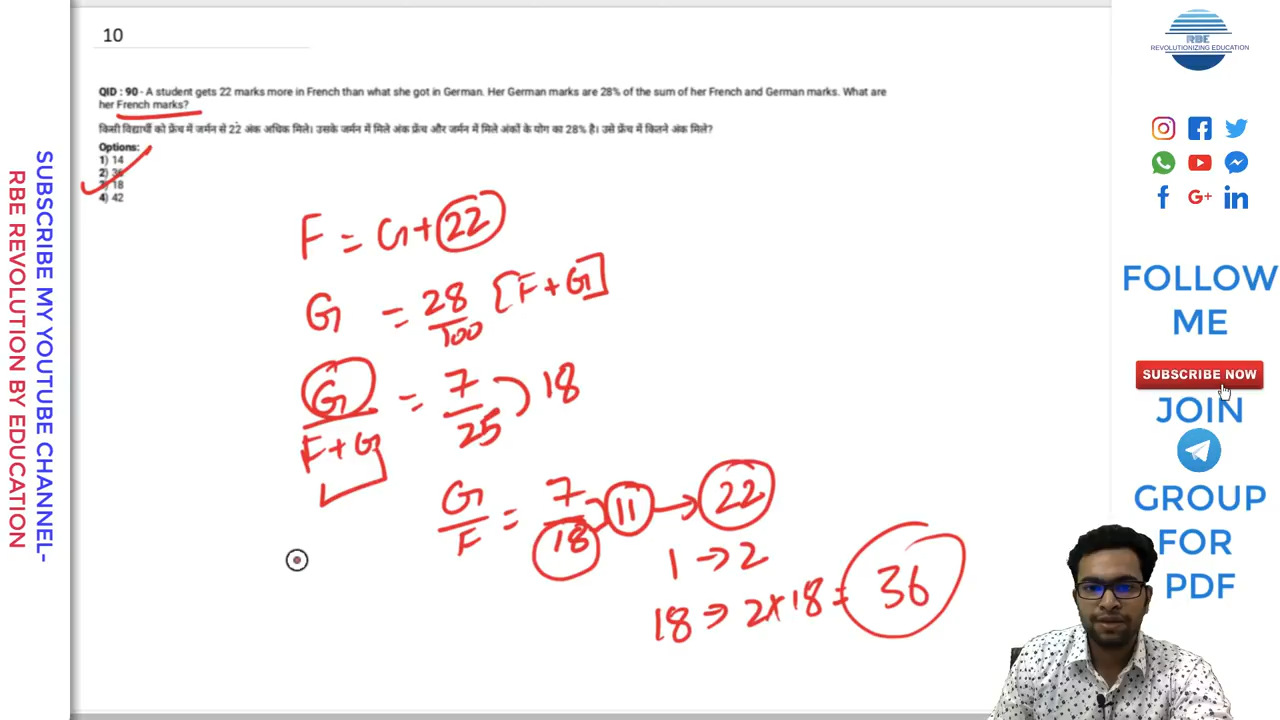 10
QID : 90 - A student gets 22 marks more in French than what she got in German. Her German marks are 28% of the sum of her French and German marks. What are
her French marks?
किसी विद्यार्थी को फ्रेंच में जर्मन से 22 अंक अधिक मिले। उसके जर्मन में मिले अंक फ्रेंच और जर्मन में मिले अंकों के योग का 28% है। उसे फ्रेंच में कितने अंक मिले?
Options:
1) 14
2) 36
3) 18
4) 42
F = G+22
G = 28/100 [F+G]
G/F+G = 7/25 ) 18
G/F = 7/18 11 → 22
1 → 2
18 → 2×18 = 36
SUBSCRIBE MY YOUTUBE CHANNEL-
RBE REVOLUTION BY EDUCATION
RBE
REVOLUTIONIZING EDUCATION
FOLLOW
ME
SUBSCRIBE NOW
JOIN
GROUP
FOR
PDF